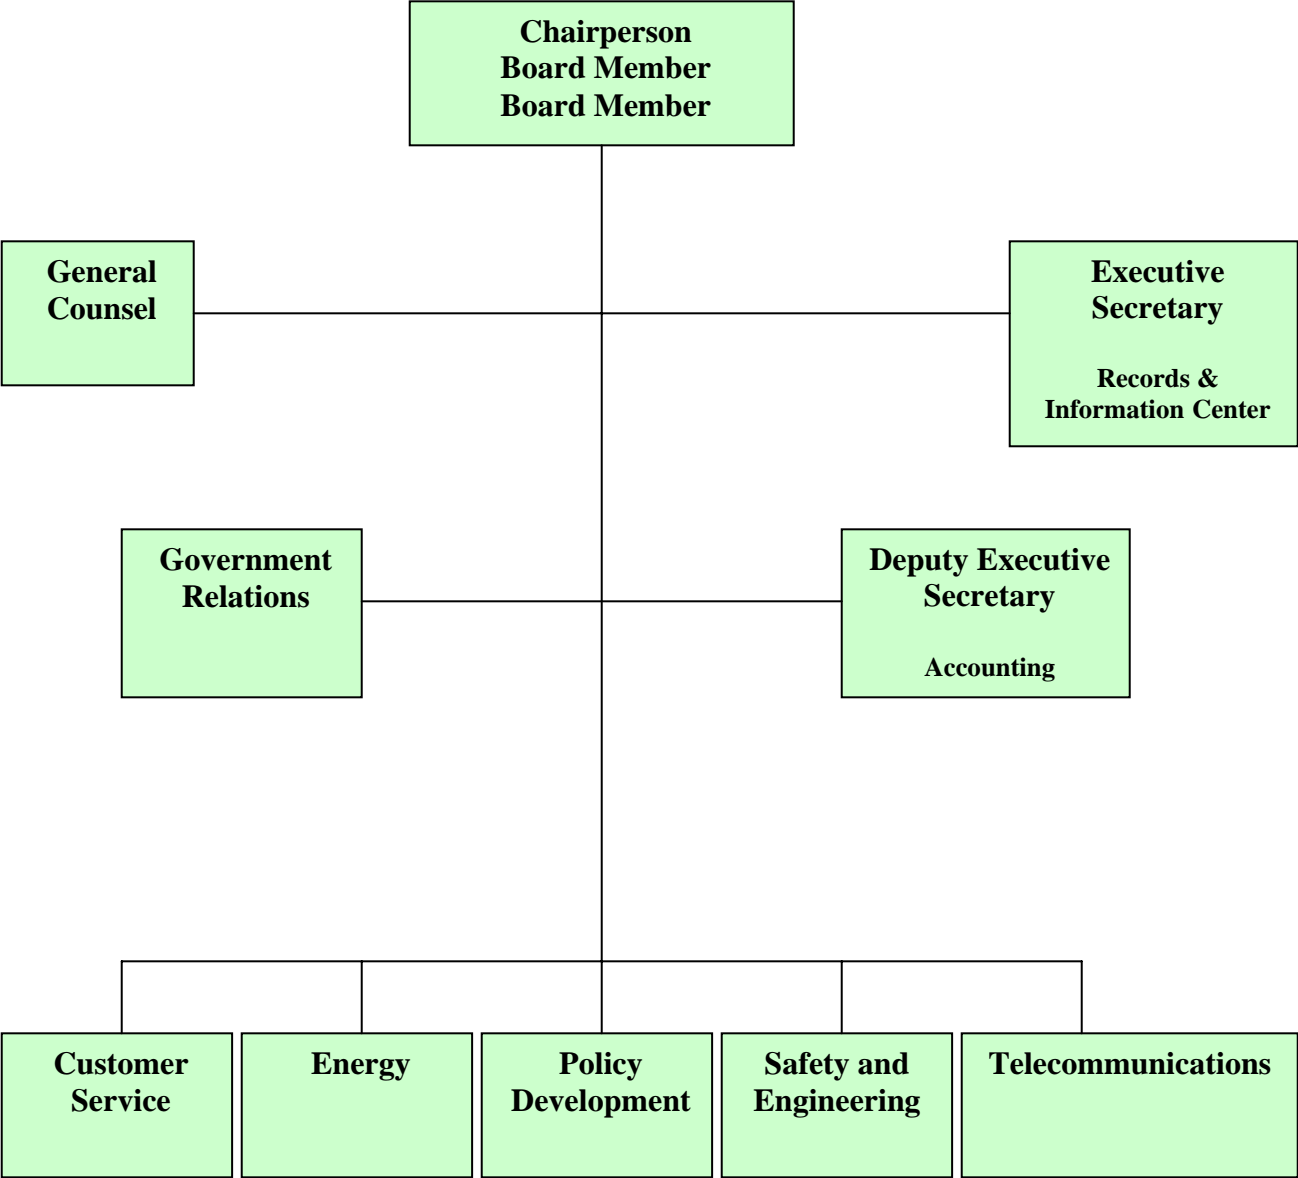 Chairperson
Board Member
Board Member
General
Counsel
Executive
Secretary
Records &
Information Center
Government
Relations
Deputy Executive
Secretary
Accounting
Customer
Service
Energy
Policy
Development
Safety and
Engineering
Telecommunications